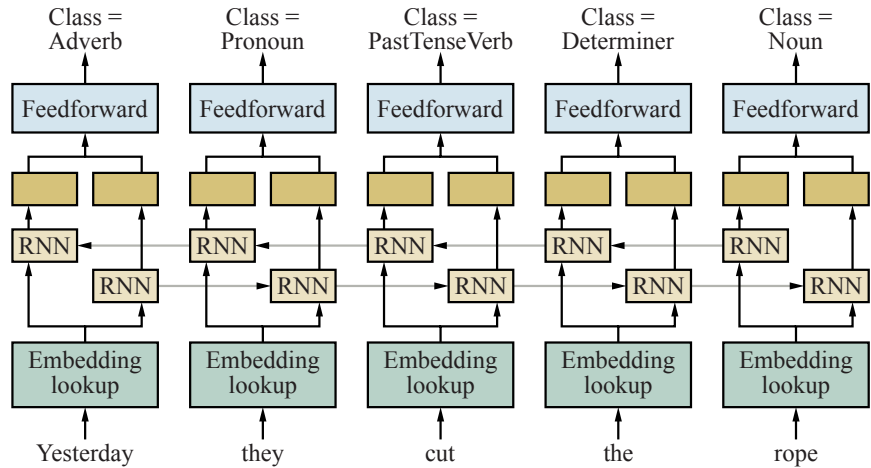 Class = Class = Class = Class = Class =
Adverb Pronoun PastTenseVerb Determiner Noun
Feedforward Feedforward Feedforward Feedforward Feedforward
RNN RNN RNN RNN RNN
RNN RNN RNN RNN RNN
Embedding Embedding Embedding Embedding Embedding
lookup lookup lookup lookup lookup
Yesterday they cut the rope